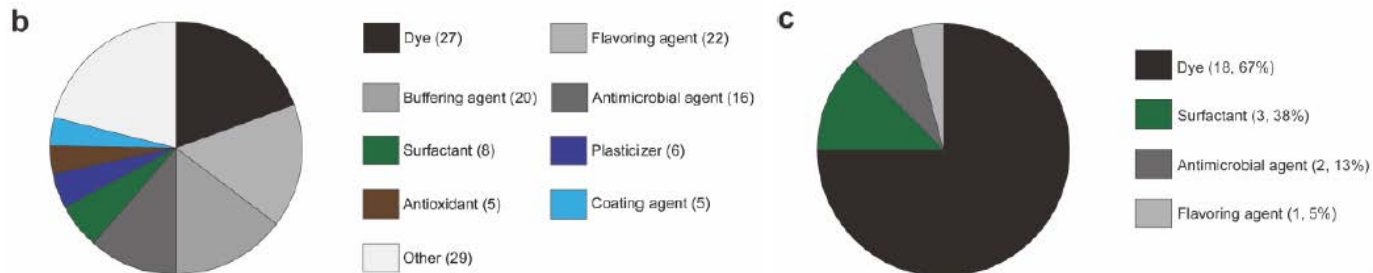 b
Dye (27)
Flavoring agent (22)
Buffering agent (20)
Antimicrobial agent (16)
Surfactant (8)
Plasticizer (6)
Antioxidant (5)
Coating agent (5)
Other (29)
c
Dye (18, 67%)
Surfactant (3, 38%)
Antimicrobial agent (2, 13%)
Flavoring agent (1, 5%)